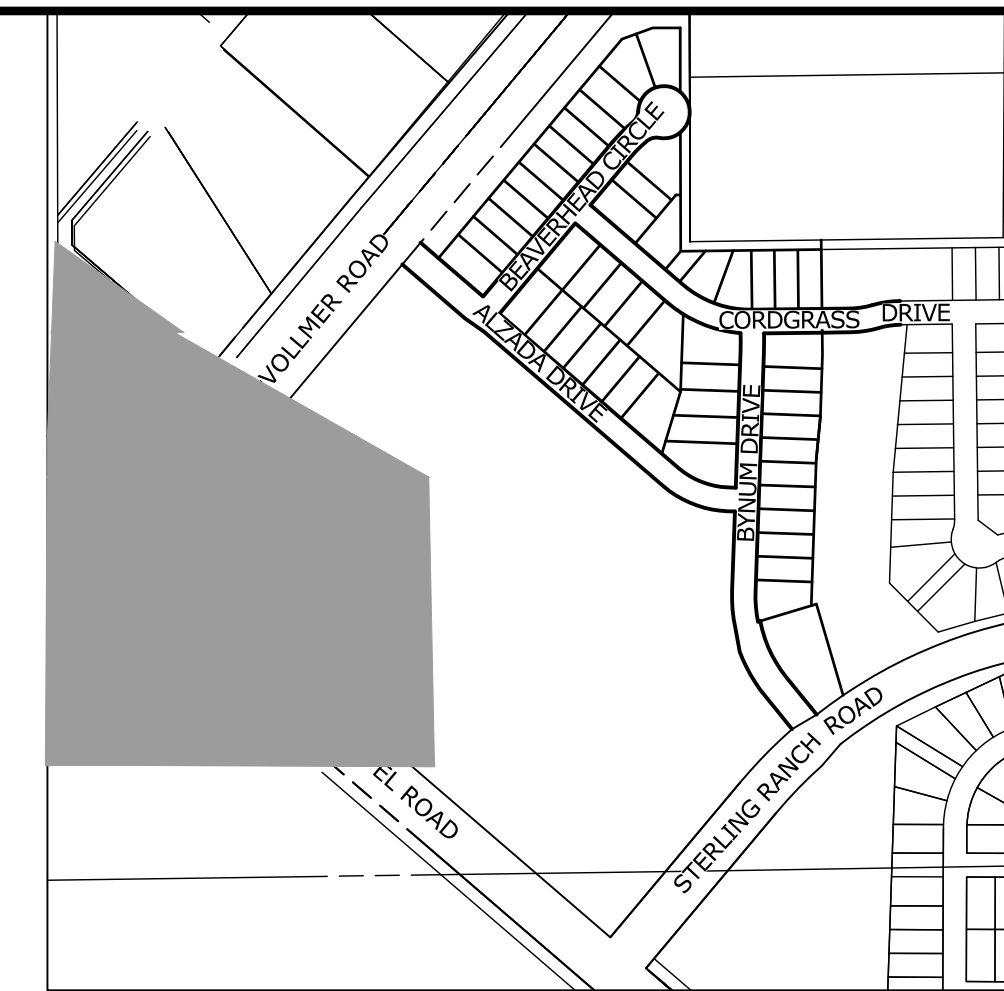 BEAVERHEAD CIRCLE
VOLLMER ROAD
CORDGRASS DRIVE
ALZADA DRIVE
BYNUM DRIVE
STERLING RANCH ROAD
EL ROAD